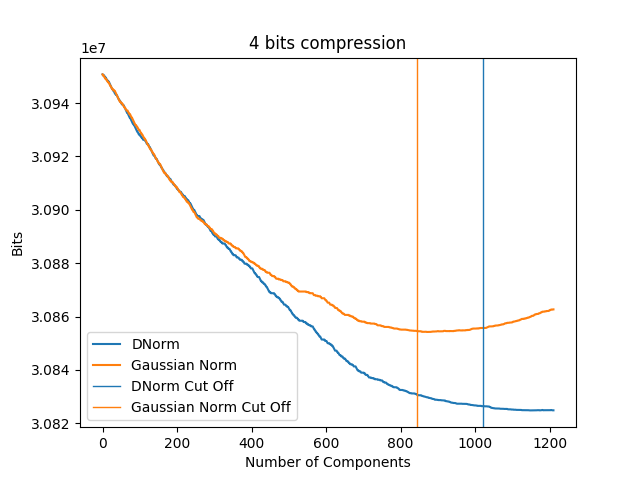 4 bits compression
1e7
3.094
3.092
3.090
3.088
3.086
3.084
3.082
Bits
DNorm
Gaussian Norm
DNorm Cut Off
Gaussian Norm Cut Off
0 200 400 600 800 1000 1200
Number of Components